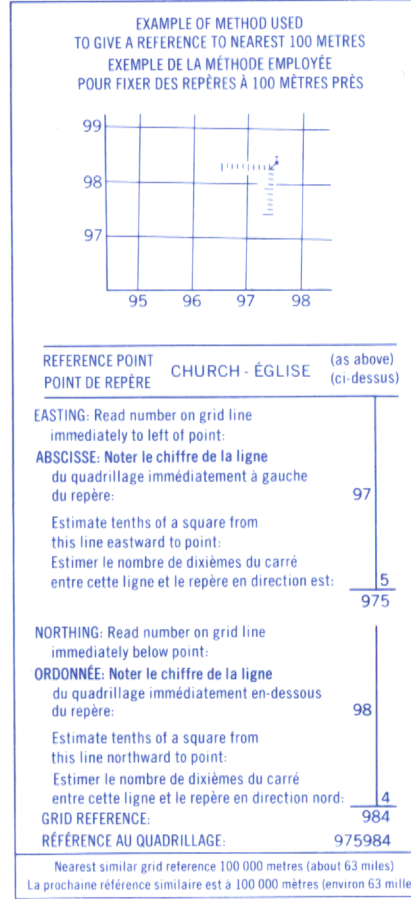 EXAMPLE OF METHOD USED
TO GIVE A REFERENCE TO NEAREST 100 METRES
EXEMPLE DE LA MÉTHODE EMPLOYÉE
POUR FIXER DES REPÈRES À 100 MÈTRES PRÈS
99
98
97
95 96 97 98
REFERENCE POINT
POINT DE REPÈRE
CHURCH - ÉGLISE
(as above)
(ci-dessus)
EASTING: Read number on grid line
immediately to left of point:
ABSCISSE: Noter le chiffre de la ligne
du quadrillage immédiatement à gauche
du repère: 97
Estimate tenths of a square from
this line eastward to point:
Estimer le nombre de dixièmes du carré
entre cette ligne et le repère en direction est: 5
975
NORTHING: Read number on grid line
immediately below point:
ORDONNÉE: Noter le chiffre de la ligne
du quadrillage immédiatement en-dessous
du repère: 98
Estimate tenths of a square from
this line northward to point:
Estimer le nombre de dixièmes du carré
entre cette ligne et le repère en direction nord: 4
GRID REFERENCE: 984
RÉFÉRENCE AU QUADRILLAGE: 975984
Nearest similar grid reference 100 000 metres (about 63 miles)
La prochaine référence similaire est à 100 000 mètres (environ 63 mille